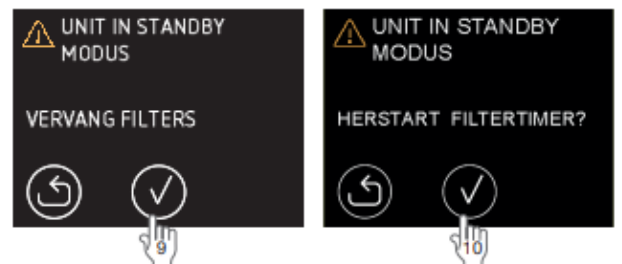 UNIT IN STANDBY
MODUS
VERVANG FILTERS
9
UNIT IN STANDBY
MODUS
HERSTART FILTERTIMER?
10